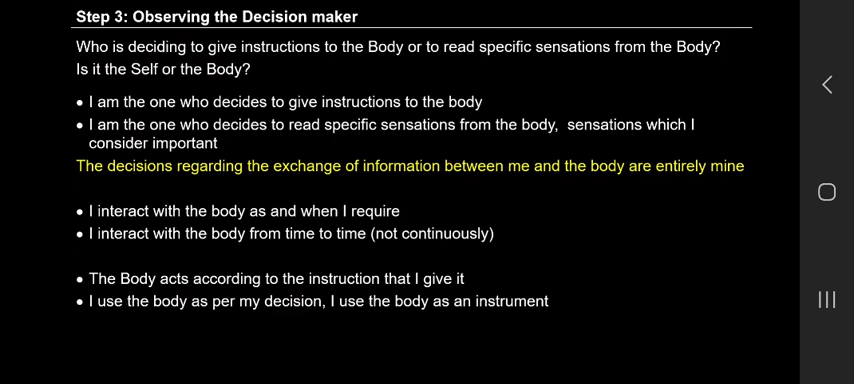 Step 3: Observing the Decision maker
Who is deciding to give instructions to the Body or to read specific sensations from the Body?
Is it the Self or the Body?
• I am the one who decides to give instructions to the body
• I am the one who decides to read specific sensations from the body,  sensations which I
consider important
The decisions regarding the exchange of information between me and the body are entirely mine
• I interact with the body as and when I require
• I interact with the body from time to time (not continuously)
• The Body acts according to the instruction that I give it
• I use the body as per my decision, I use the body as an instrument